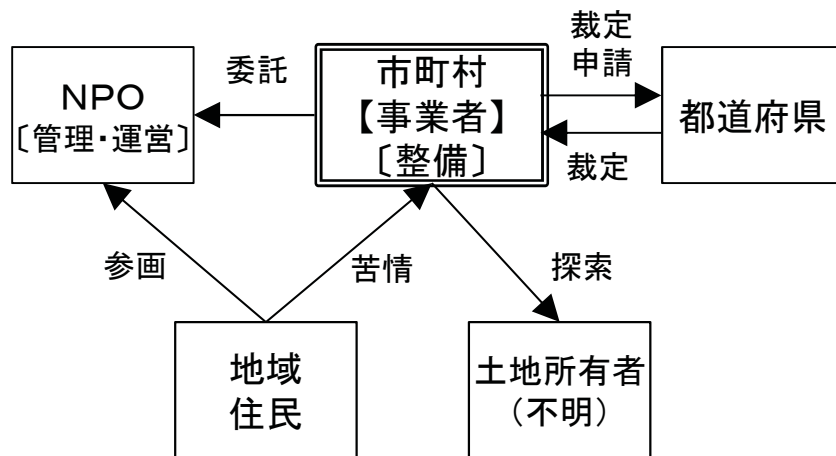 裁定
申請
委託
NPO
〔管理・運営〕
市町村
【事業者】
〔整備〕
都道府県
裁定
参画
苦情
探索
地域
住民
土地所有者
(不明)